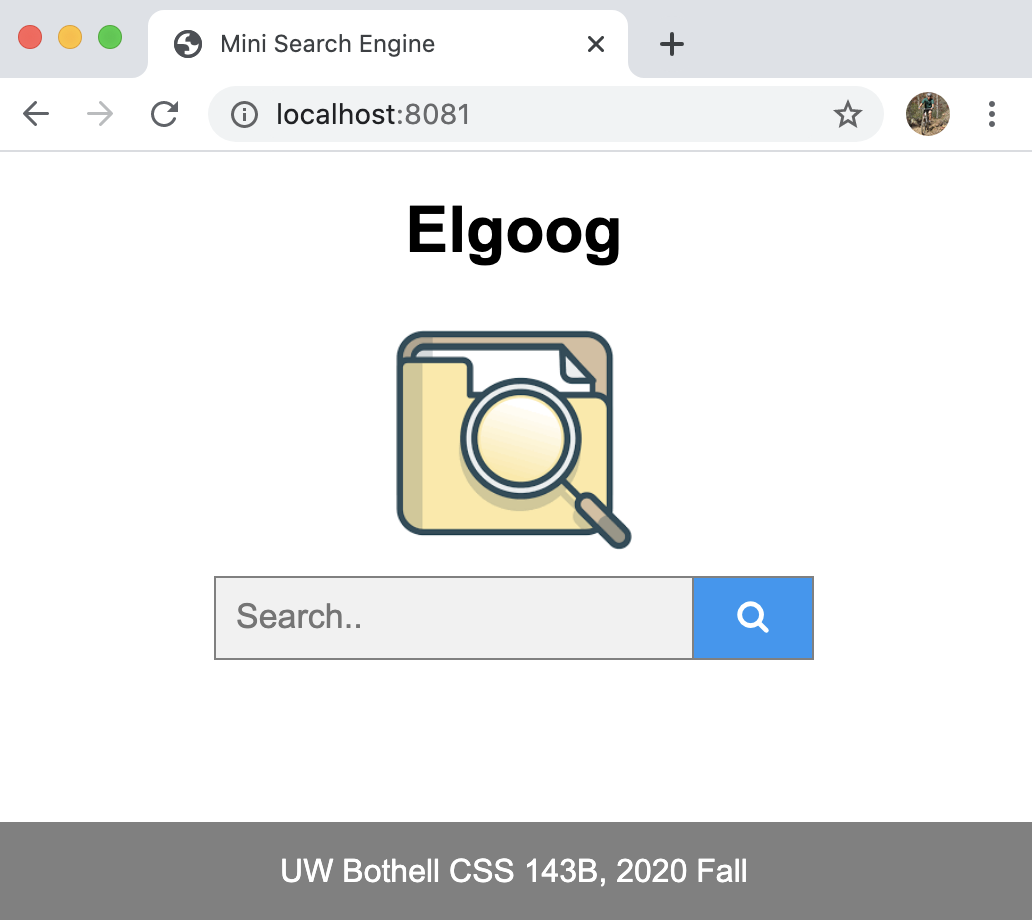 Mini Search Engine
localhost:8081
Elgoog
Search..
UW Bothell CSS 143B, 2020 Fall